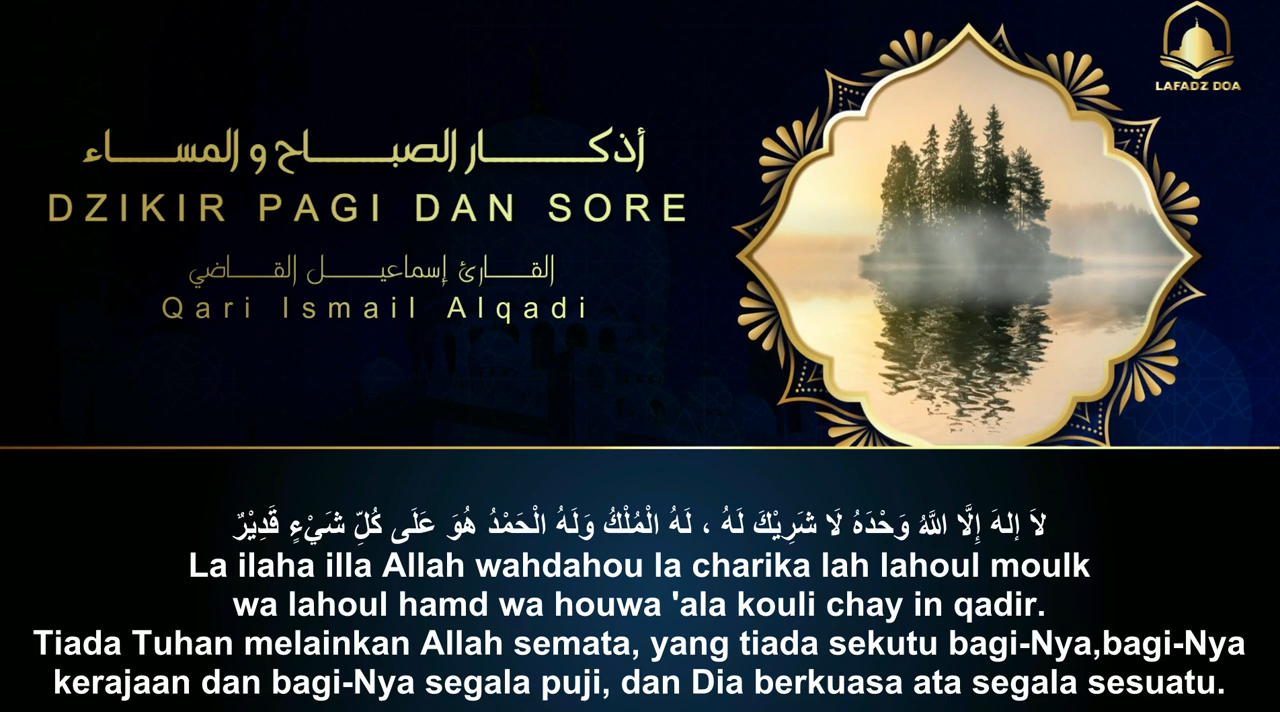 LAFADZ DOA
أذكار الصباح و المساء
DZIKIR PAGI DAN SORE
القارئ إسماعيل القاضي
Qari Ismail Alqadi
لاَ إلهَ إِلَّا اللَّهُ وَحْدَهُ لَا شَرِيْكَ لَهُ ، لَهُ الْمُلْكُ وَلَهُ الْحَمْدُ هُوَ عَلَى كُلِّ شَيْءٍ قَدِيْرٌ
La ilaha illa Allah wahdahou la charika lah lahoul moulk
wa lahoul hamd wa houwa 'ala kouli chay in qadir.
Tiada Tuhan melainkan Allah semata, yang tiada sekutu bagi-Nya,bagi-Nya
kerajaan dan bagi-Nya segala puji, dan Dia berkuasa ata segala sesuatu.